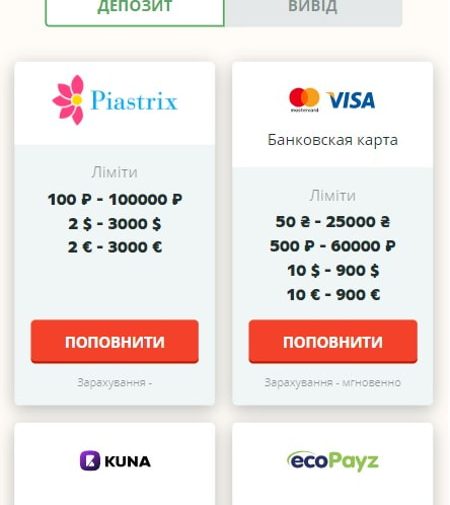 ДЕПОЗИТ
ВИВІД
Piastrix
Ліміти
100 ₽ - 100000 ₽
2 $ - 3000 $
2 € - 3000 €
ПОПОВНИТИ
Зарахування -
mastercard VISA
Банковская карта
Ліміти
50 ₴ - 25000 ₴
500 ₽ - 60000 ₽
10 $ - 900 $
10 € - 900 €
ПОПОВНИТИ
Зарахування - мгновенно
KUNA
ecoPayz